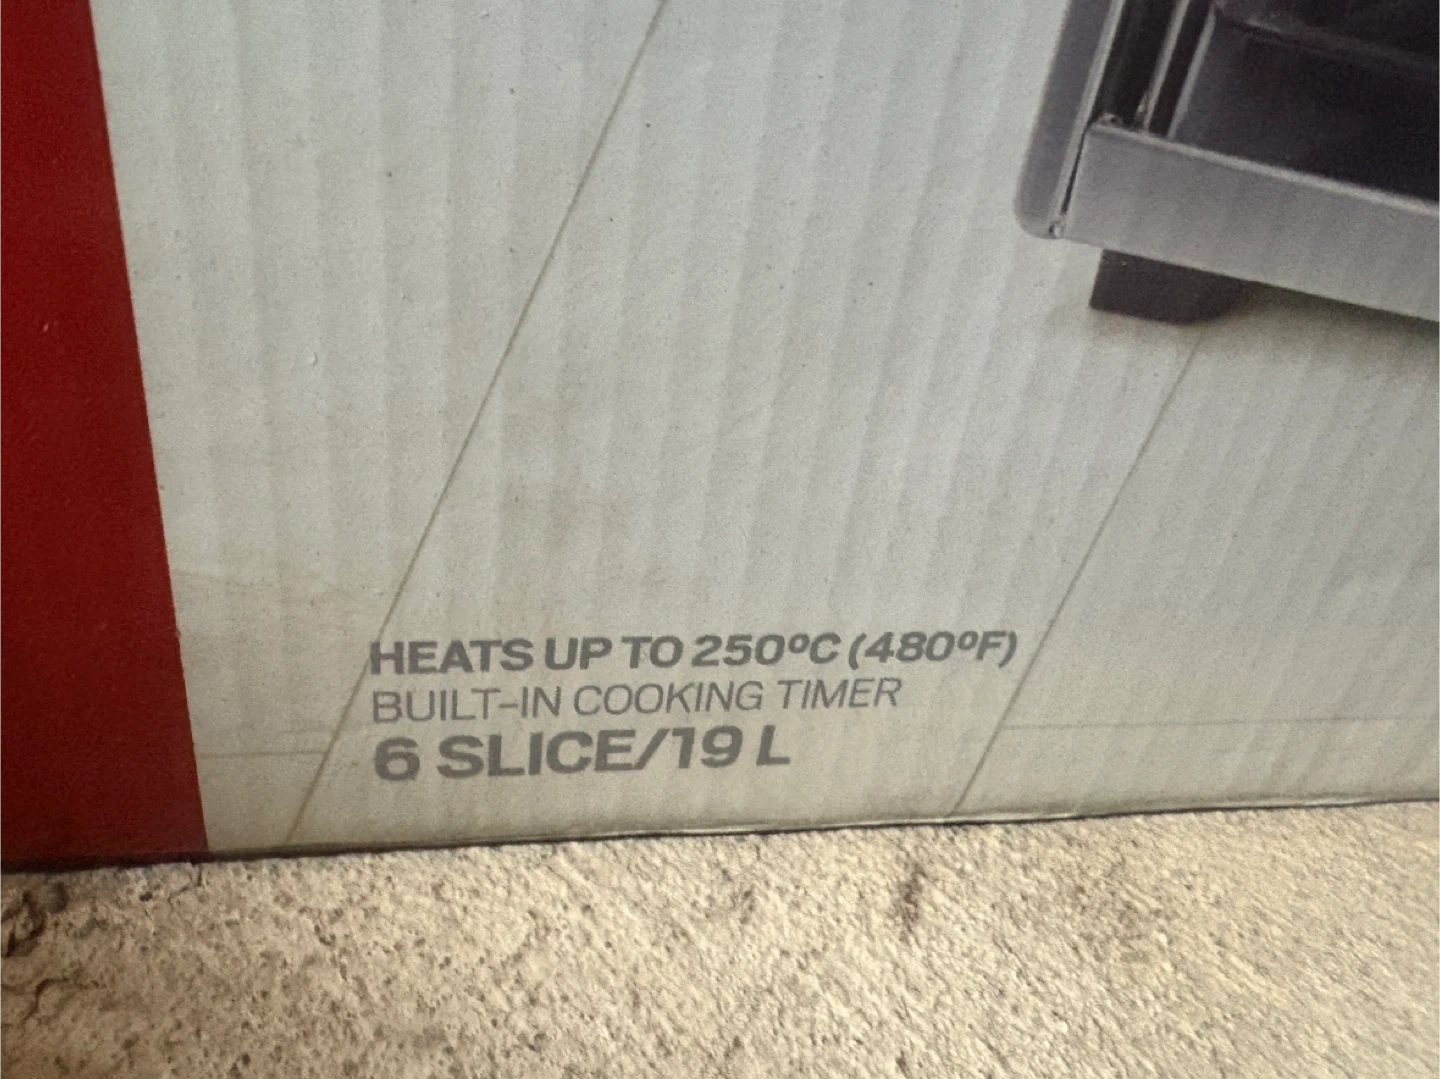 HEATS UP TO 250ºC (480ºF)
BUILT-IN COOKING TIMER
6 SLICE/19 L